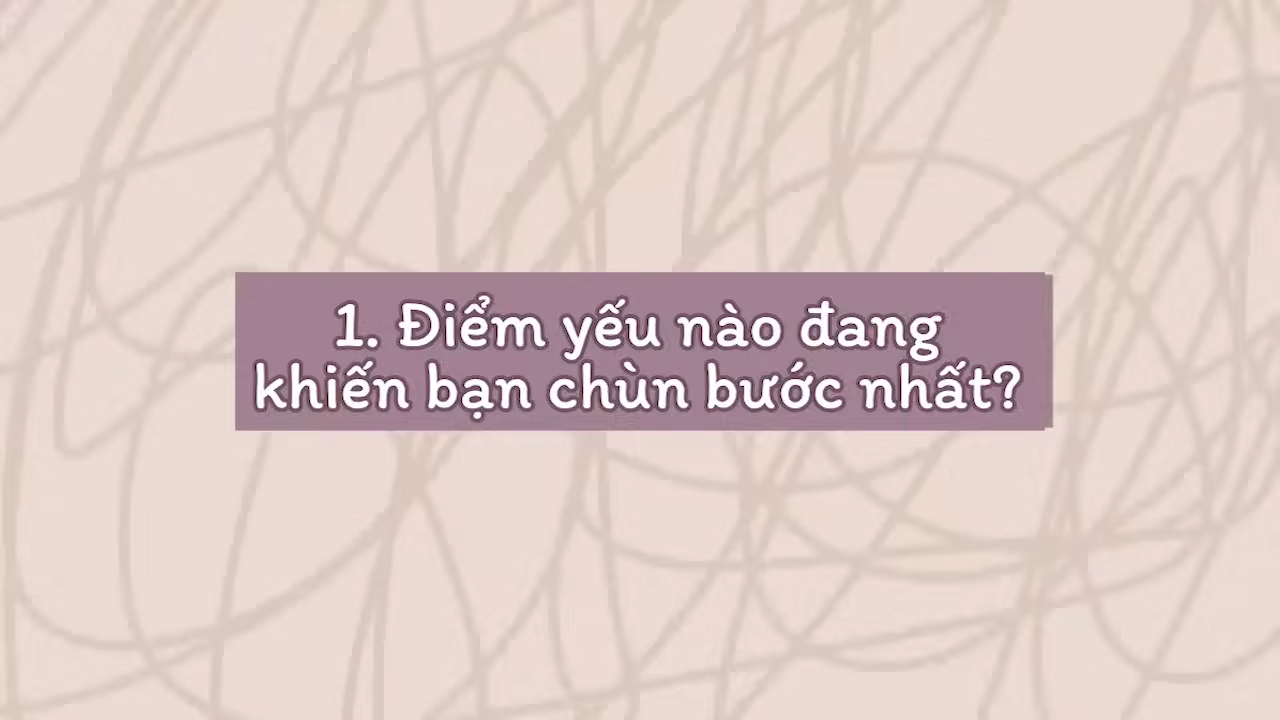 1. Điểm yếu nào đang
khiến bạn chùn bước nhất?